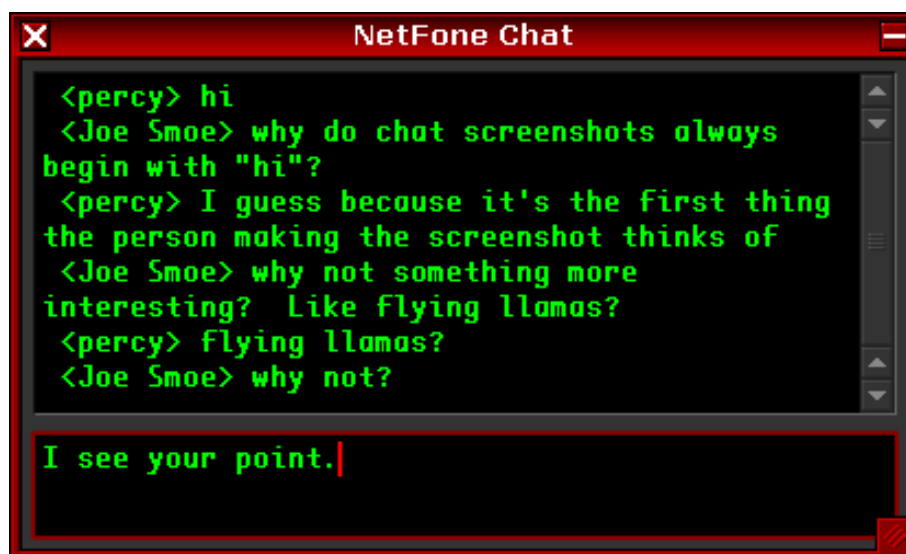 NetFone Chat
<percy> hi
<Joe Smoe> why do chat screenshots always
begin with "hi"?
<percy> I guess because it's the first thing
the person making the screenshot thinks of
<Joe Smoe> why not something more
interesting?  Like flying llamas?
<percy> flying llamas?
<Joe Smoe> why not?
I see your point.